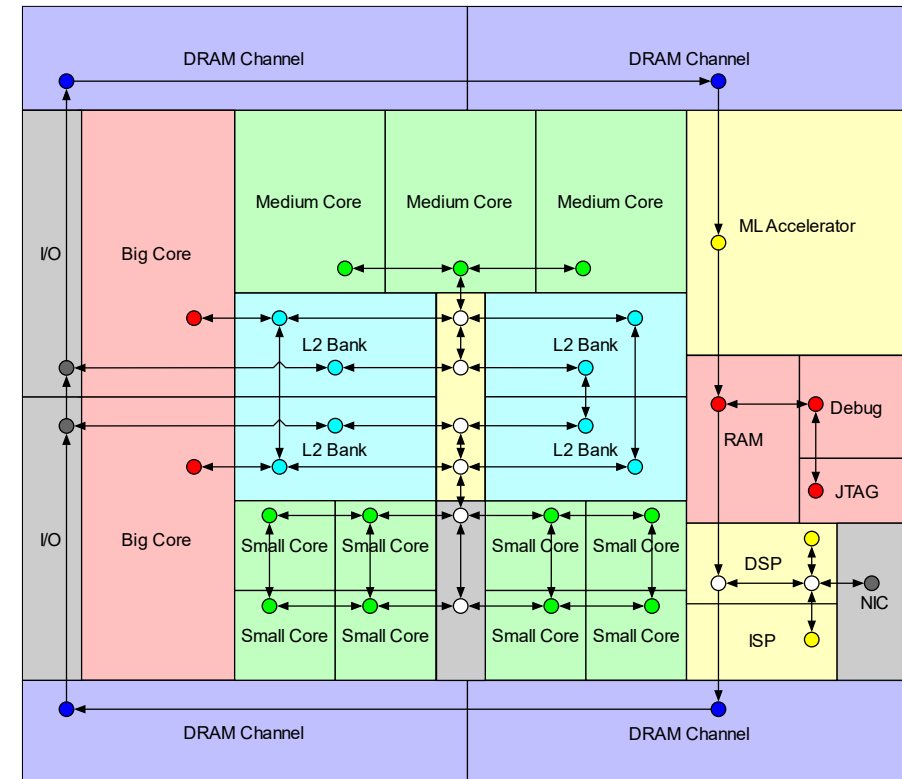 DRAM Channel
DRAM Channel
I/O
Big Core
Medium Core
Medium Core
Medium Core
ML Accelerator
L2 Bank
L2 Bank
L2 Bank
L2 Bank
RAM
Debug
JTAG
I/O
Big Core
Small Core
Small Core
Small Core
Small Core
DSP
NIC
Small Core
Small Core
Small Core
Small Core
ISP
DRAM Channel
DRAM Channel